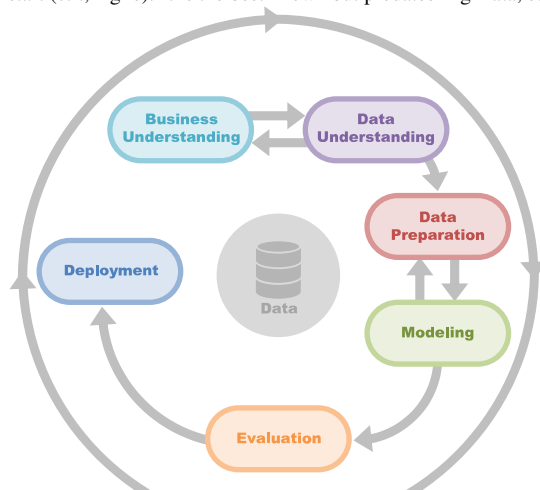 Business
Understanding
Data
Understanding
Data
Preparation
Deployment
Data
Modeling
Evaluation